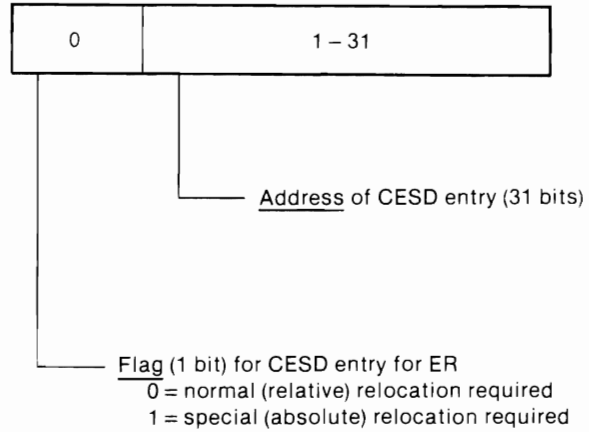 0 1 – 31
Address of CESD entry (31 bits)
Flag (1 bit) for CESD entry for ER
0 = normal (relative) relocation required
1 = special (absolute) relocation required